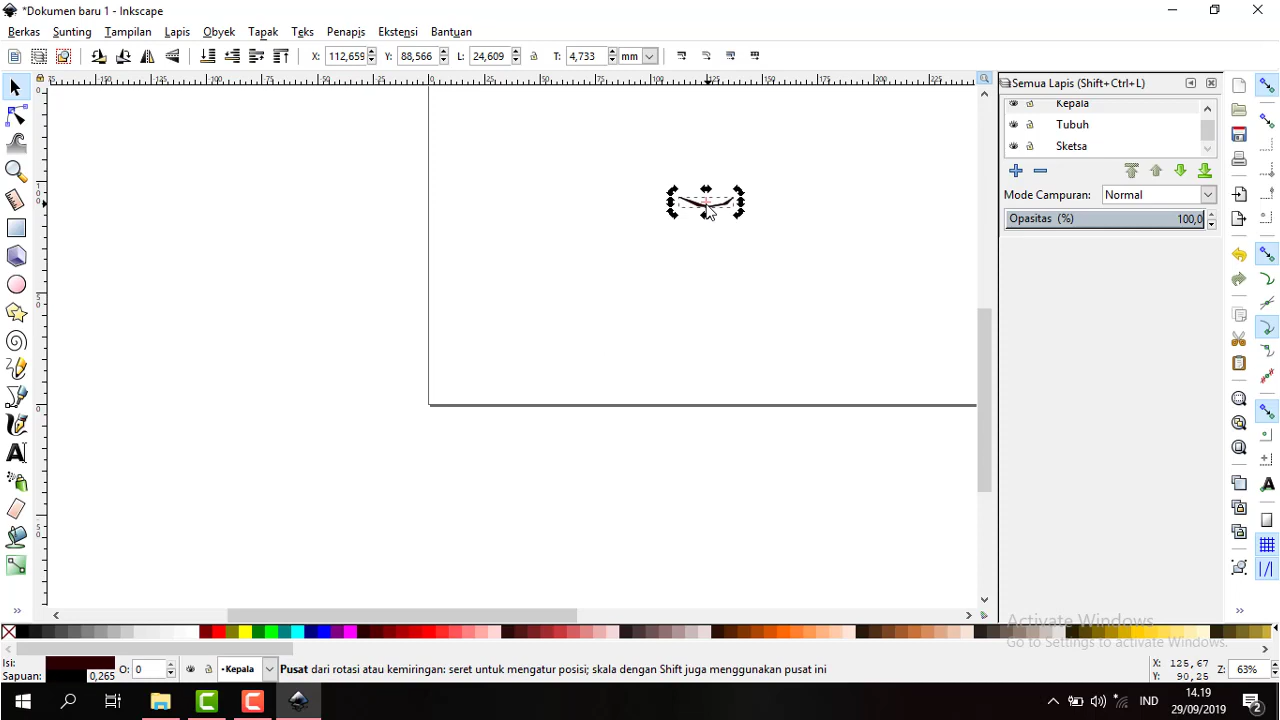 *Dokumen baru 1 - Inkscape
Berkas Sunting Tampilan Lapis Obyek Tapak Teks Penapis Ekstensi Bantuan
X: 112,659 Y: 88,566 L: 24,609 T: 4,733 mm
Semua Lapis (Shift+Ctrl+L)
Kepala
Tubuh
Sketsa
Mode Campuran: Normal
Opasitas (%) 100,0
Activate Windows
Go to Settings to activate Windows.
Isi:
Sapuan: 0,265
O: 0
•Kepala
Pusat dari rotasi atau kemiringan: seret untuk mengatur posisi; skala dengan Shift juga menggunakan pusat ini
X: 125,67
Y: 90,25
Z: 63%
IND
14.19
29/09/2019
2